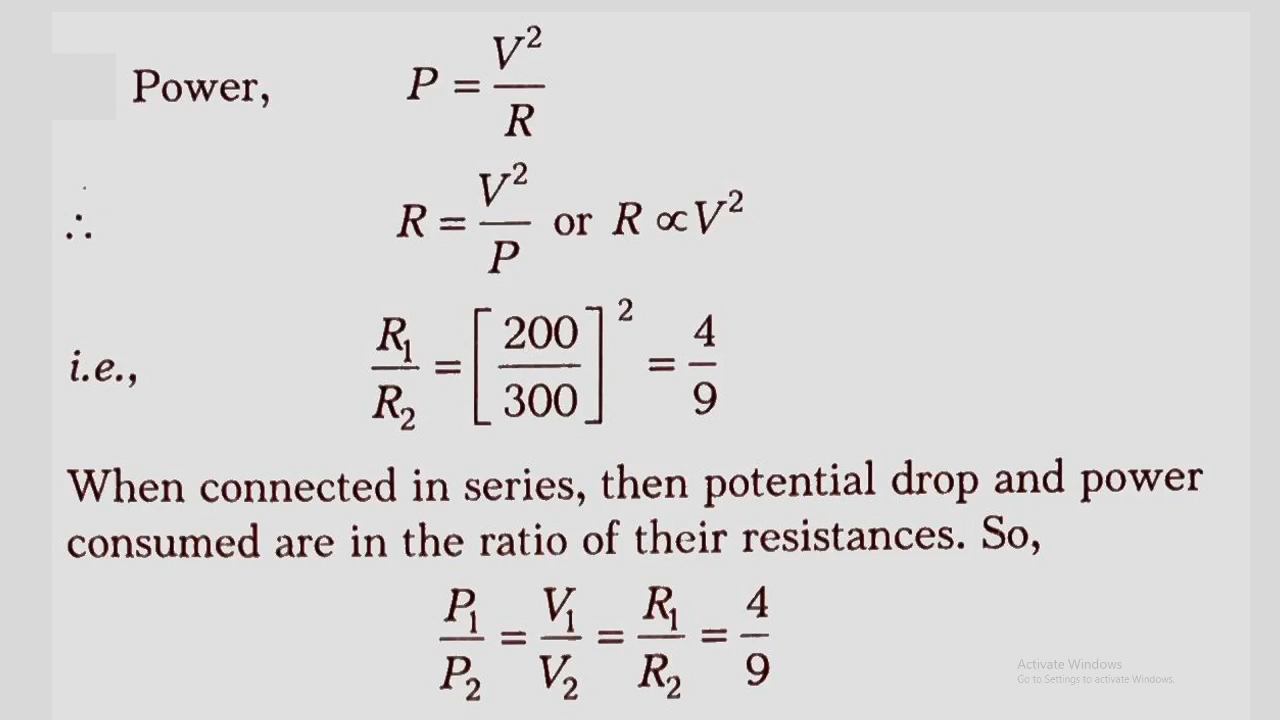 Power, P = V²/R
∴ R = V²/P or R ∝ V²
i.e., R₁/R₂ = [200/300]² = 4/9
When connected in series, then potential drop and power
consumed are in the ratio of their resistances. So,
P₁/P₂ = V₁/V₂ = R₁/R₂ = 4/9
Activate Windows
Go to Settings to activate Windows.